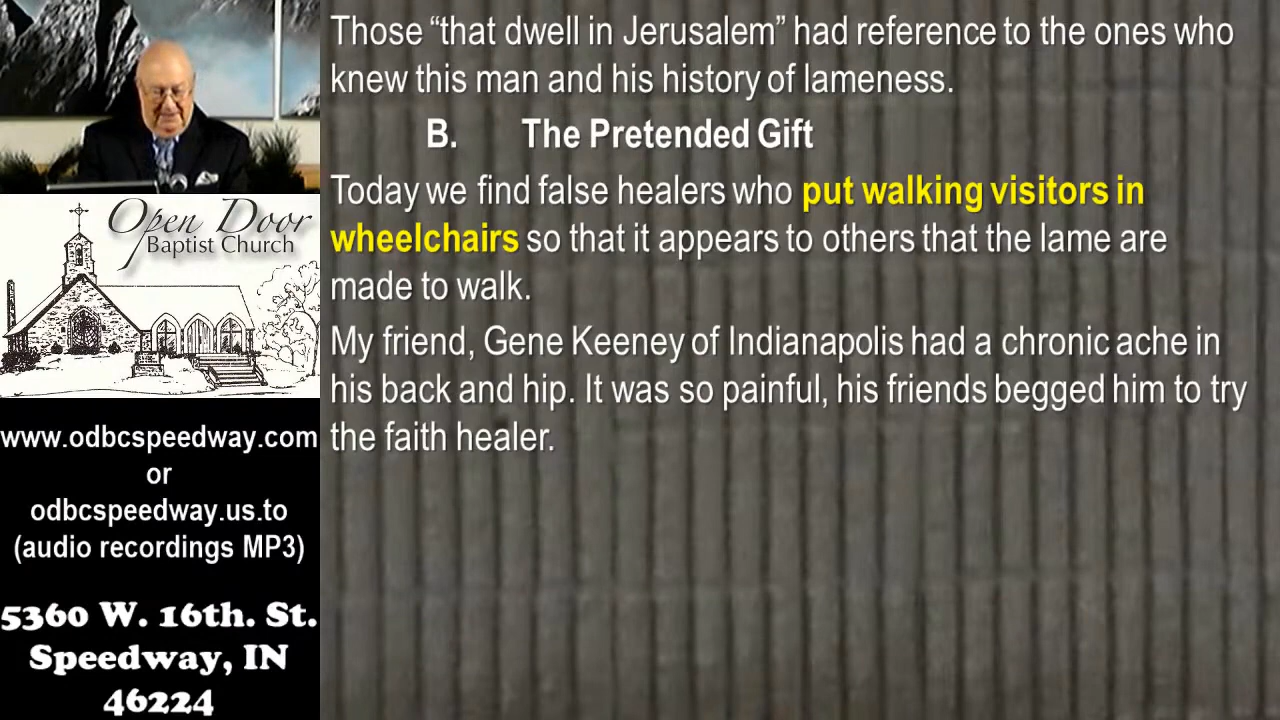 Those “that dwell in Jerusalem” had reference to the ones who
knew this man and his history of lameness.
B. The Pretended Gift
Today we find false healers who put walking visitors in
wheelchairs so that it appears to others that the lame are
made to walk.
My friend, Gene Keeney of Indianapolis had a chronic ache in
his back and hip. It was so painful, his friends begged him to try
the faith healer.
Open Door
Baptist Church
www.odbcspeedway.com
or
odbcspeedway.us.to
(audio recordings MP3)
5360 W. 16th. St.
Speedway, IN
46224